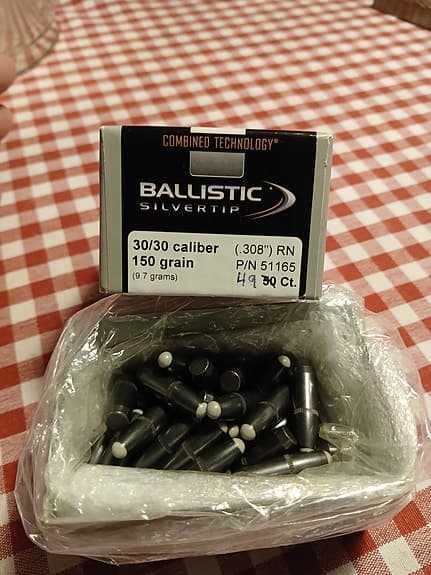 COMBINED TECHNOLOGY®
BALLISTIC
SILVERTIP
30/30 caliber (.308") RN
150 grain P/N 51165
(9.7 grams) 49 50 Ct.